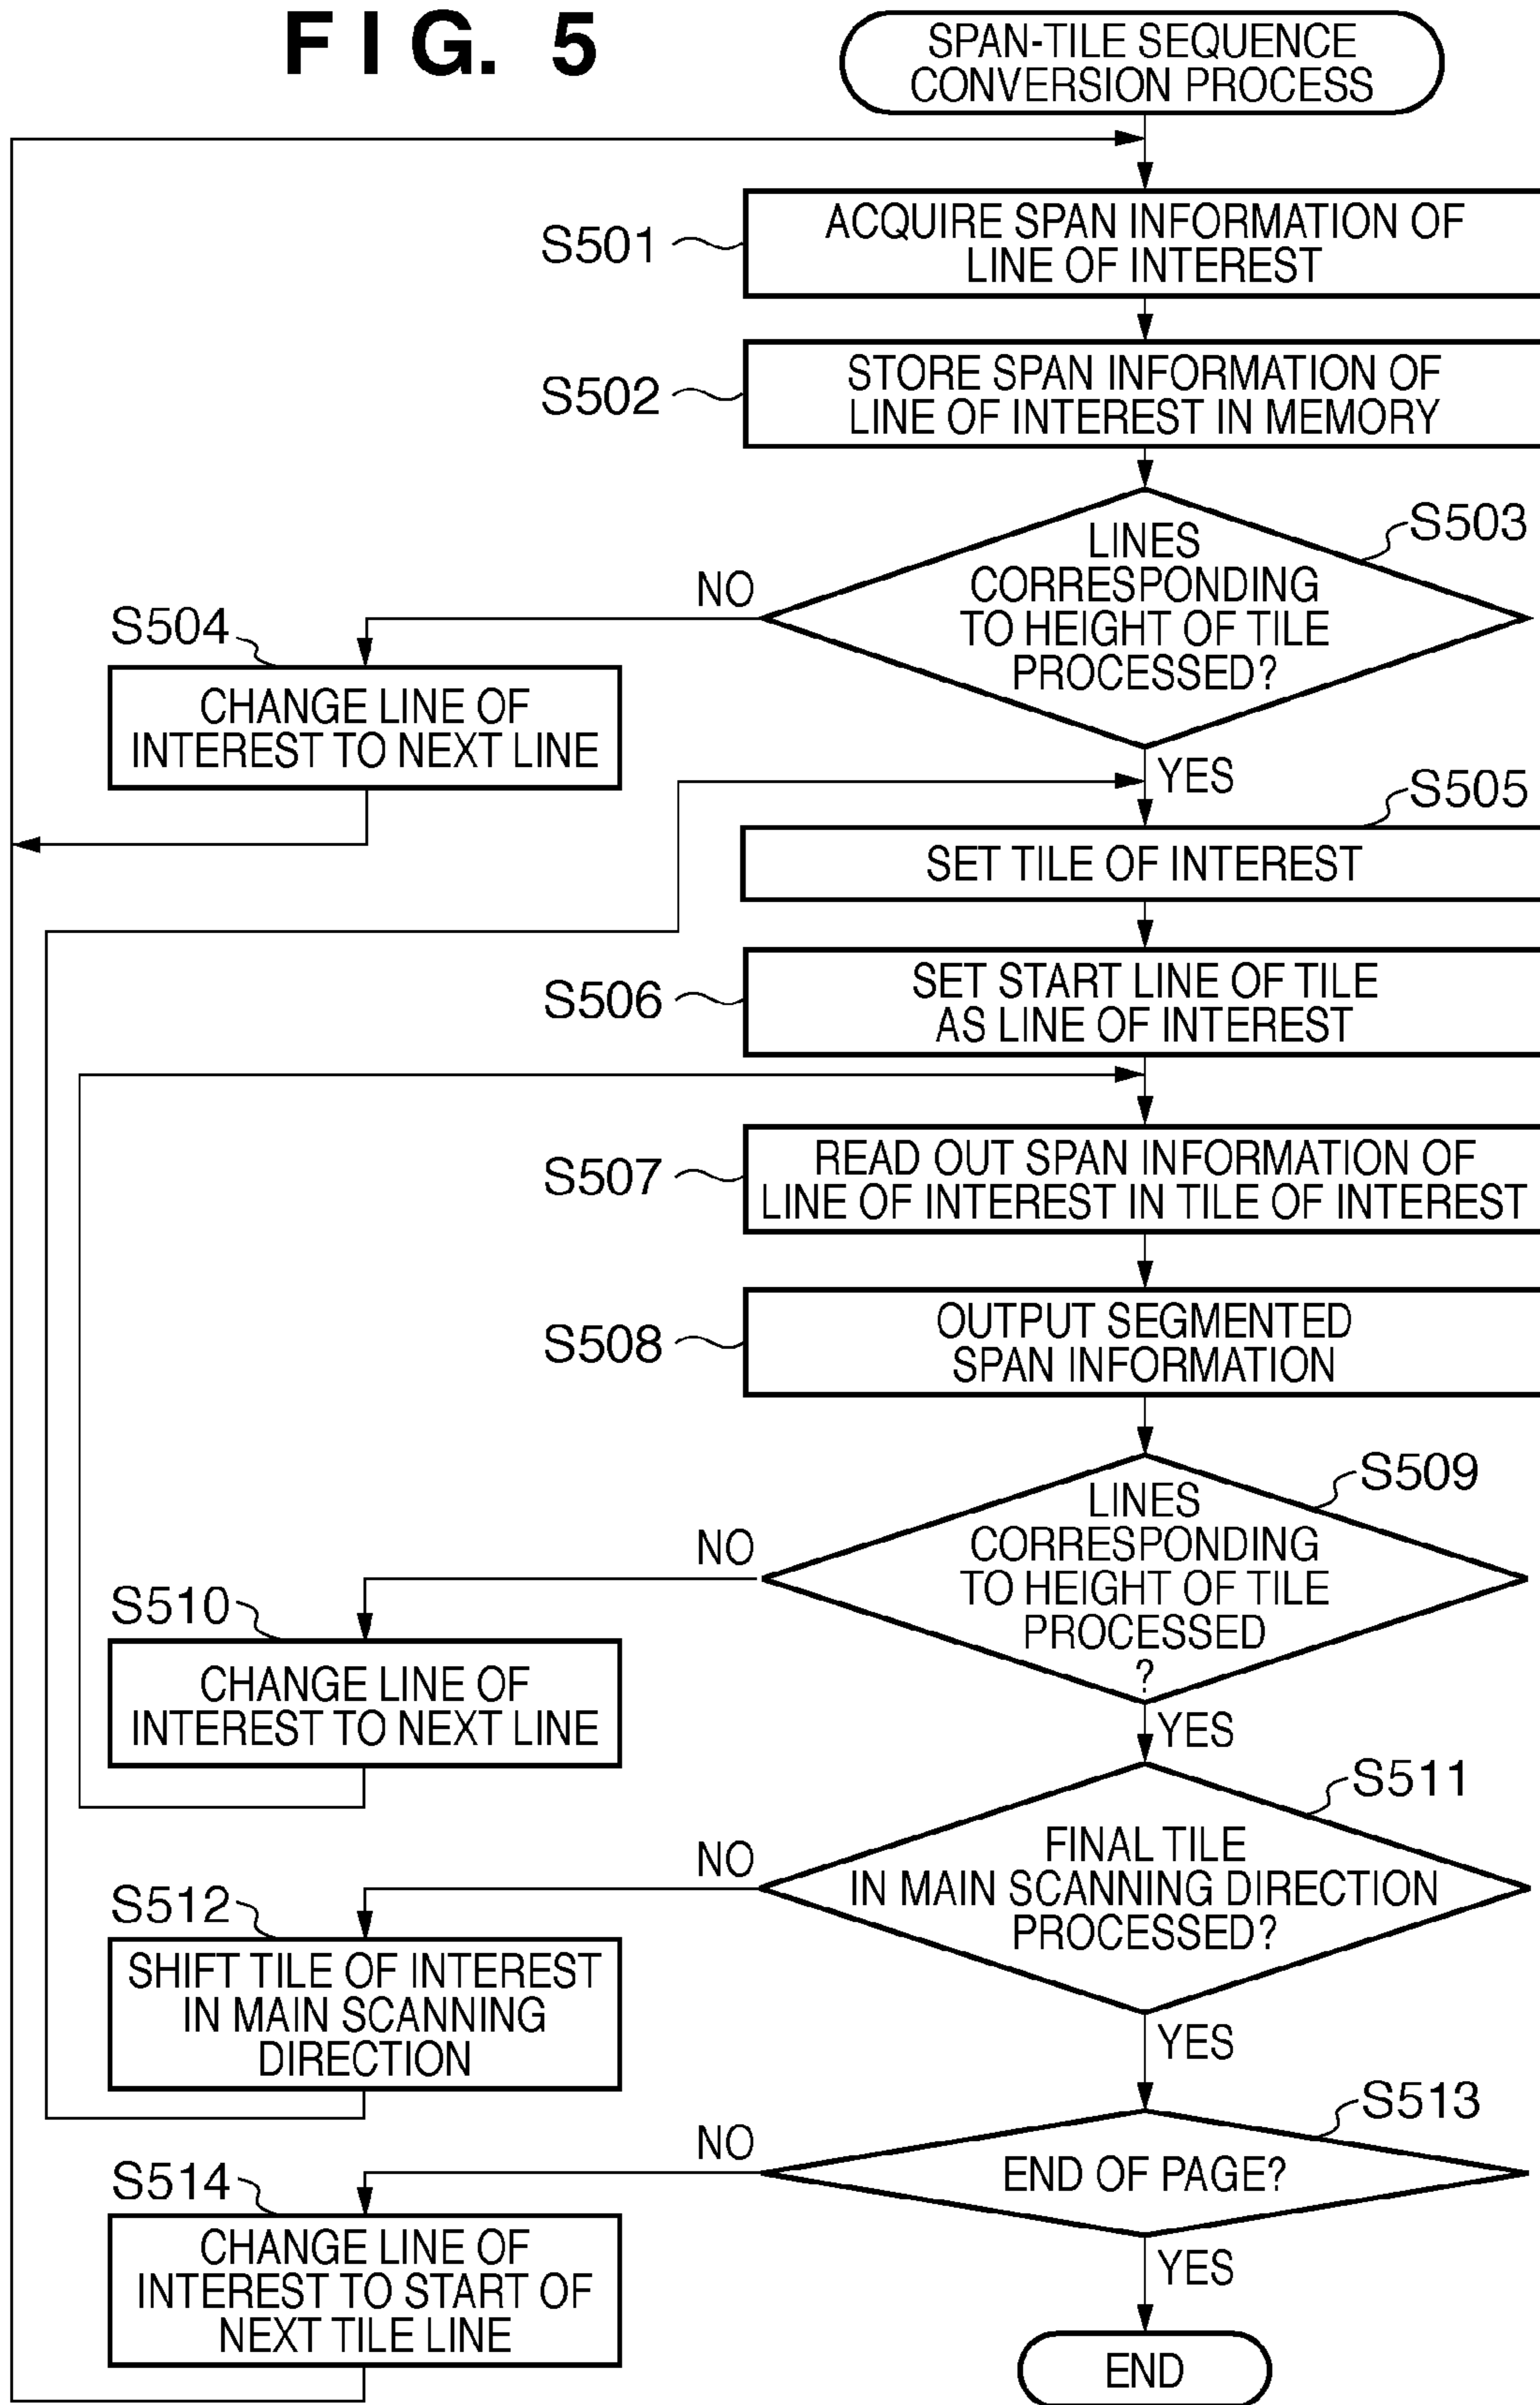 FIG. 5
SPAN-TILE SEQUENCE
CONVERSION PROCESS
S501
ACQUIRE SPAN INFORMATION OF
LINE OF INTEREST
S502
STORE SPAN INFORMATION OF
LINE OF INTEREST IN MEMORY
S503
LINES
CORRESPONDING
TO HEIGHT OF TILE
PROCESSED?
NO
S504
CHANGE LINE OF
INTEREST TO NEXT LINE
YES
S505
SET TILE OF INTEREST
S506
SET START LINE OF TILE
AS LINE OF INTEREST
S507
READ OUT SPAN INFORMATION OF
LINE OF INTEREST IN TILE OF INTEREST
S508
OUTPUT SEGMENTED
SPAN INFORMATION
S509
LINES
CORRESPONDING
TO HEIGHT OF TILE
PROCESSED
?
NO
S510
CHANGE LINE OF
INTEREST TO NEXT LINE
YES
S511
FINAL TILE
IN MAIN SCANNING DIRECTION
PROCESSED?
NO
S512
SHIFT TILE OF INTEREST
IN MAIN SCANNING
DIRECTION
YES
S513
END OF PAGE?
NO
S514
CHANGE LINE OF
INTEREST TO START OF
NEXT TILE LINE
YES
END